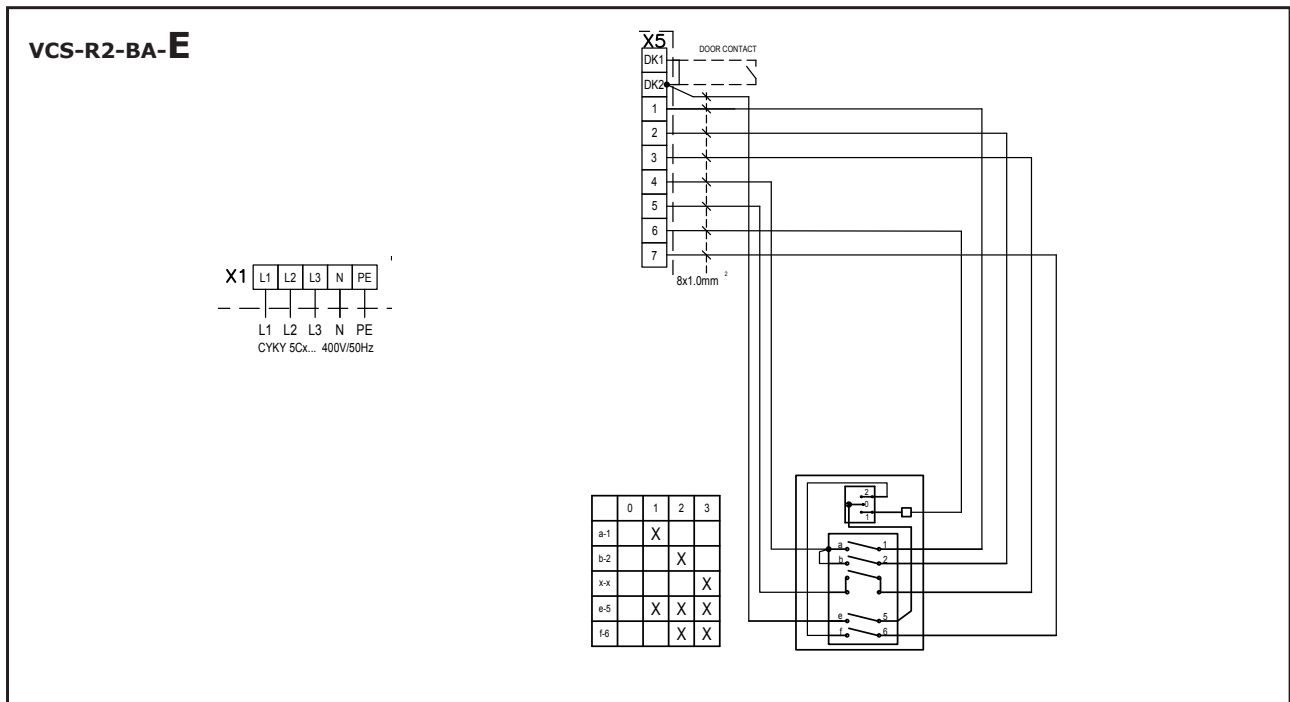 VCS-R2-BA-E
X5
DOOR CONTACT
DK1
DK2
1
2
3
4
5
6
7
8x1.0mm 2
X1 L1 L2 L3 N PE
L1 L2 L3 N PE
CYKY 5Cx... 400V/50Hz
0 1 2 3
a-1 X
b-2 X
x-x X
e-5 X X X
f-6 X X
2
0
1
a 1
b 2
e 5
f 6